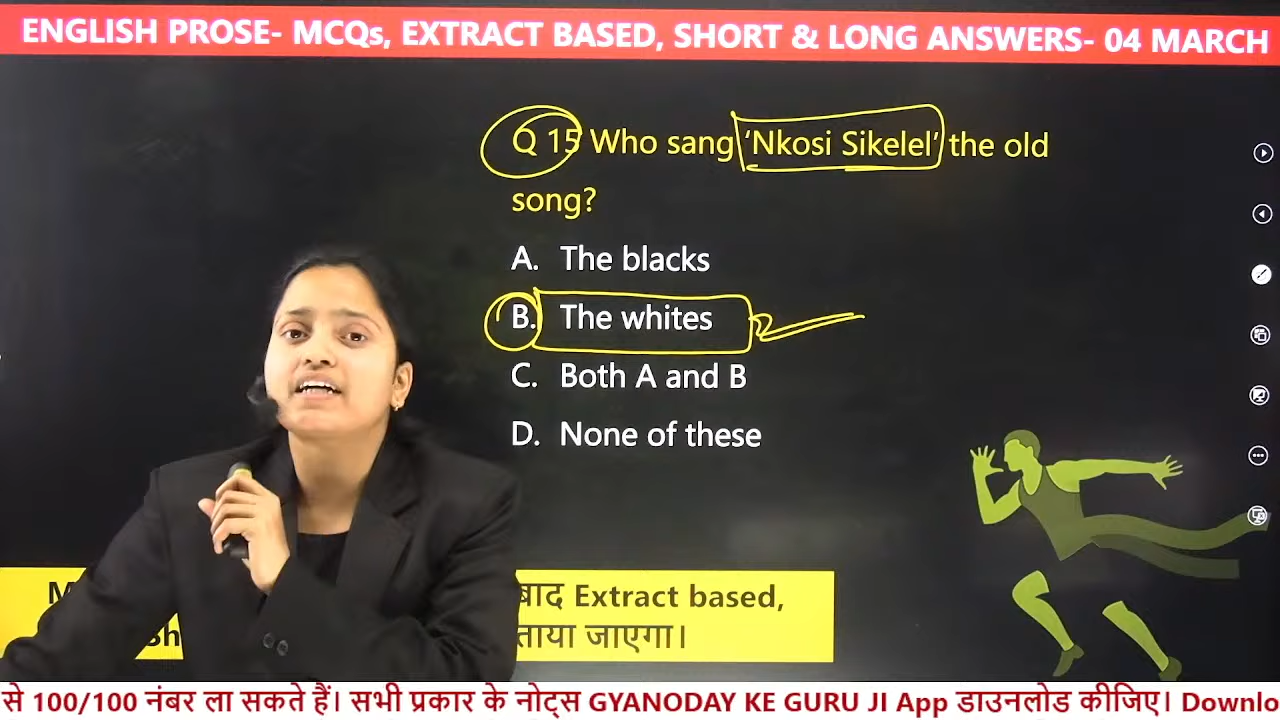 ENGLISH PROSE- MCQs, EXTRACT BASED, SHORT & LONG ANSWERS- 04 MARCH
Q 15 Who sang 'Nkosi Sikelel' the old
song?
A. The blacks
B. The whites
C. Both A and B
D. None of these
बाद Extract based,
से 100/100 नंबर ला सकते हैं। सभी प्रकार के नोट्स GYANODAY KE GURU JI App डाउनलोड कीजिए।